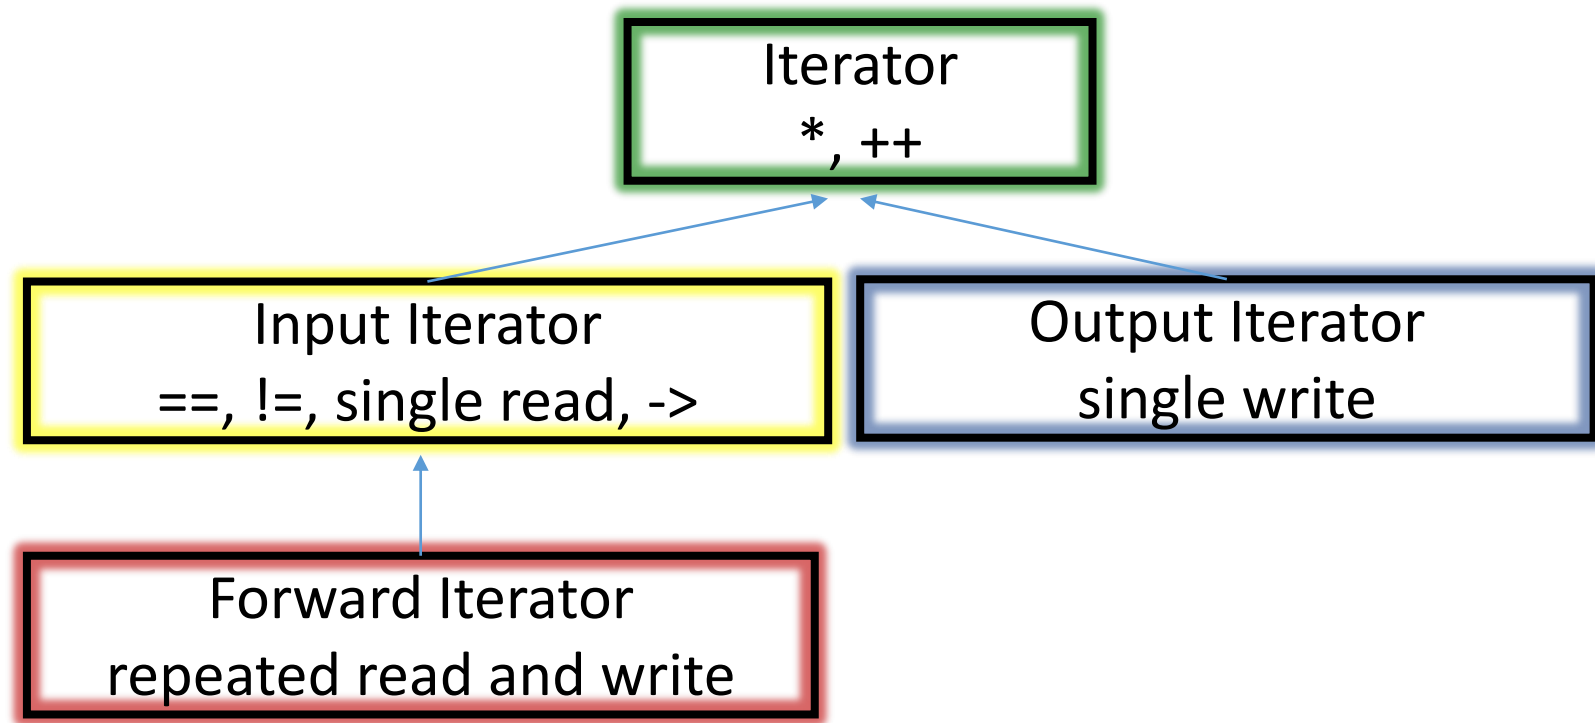 Iterator
*, ++
Input Iterator
==, !=, single read, ->
Output Iterator
single write
Forward Iterator
repeated read and write